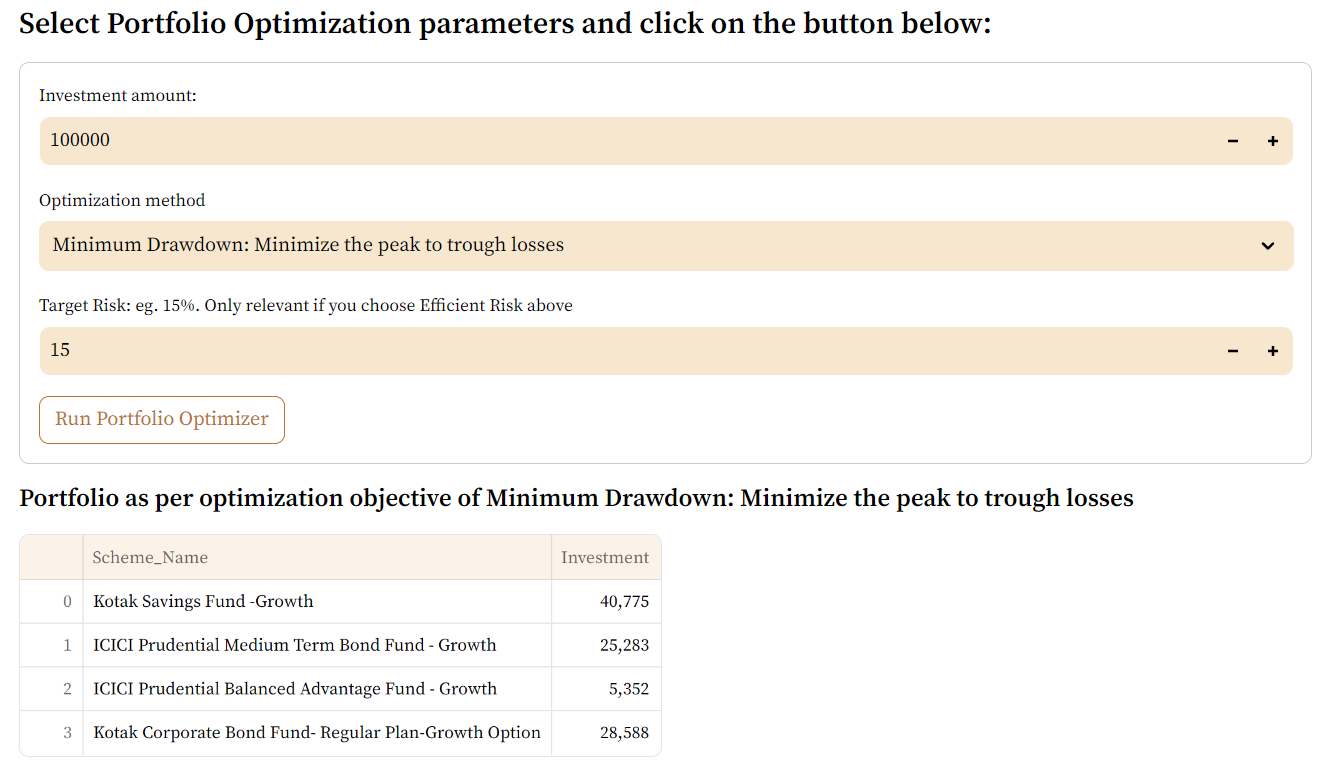 Select Portfolio Optimization parameters and click on the button below:
Investment amount:
100000
Optimization method
Minimum Drawdown: Minimize the peak to trough losses
Target Risk: eg. 15%. Only relevant if you choose Efficient Risk above
15
Run Portfolio Optimizer
Portfolio as per optimization objective of Minimum Drawdown: Minimize the peak to trough losses
Scheme_Name Investment
0 Kotak Savings Fund -Growth 40,775
1 ICICI Prudential Medium Term Bond Fund - Growth 25,283
2 ICICI Prudential Balanced Advantage Fund - Growth 5,352
3 Kotak Corporate Bond Fund- Regular Plan-Growth Option 28,588